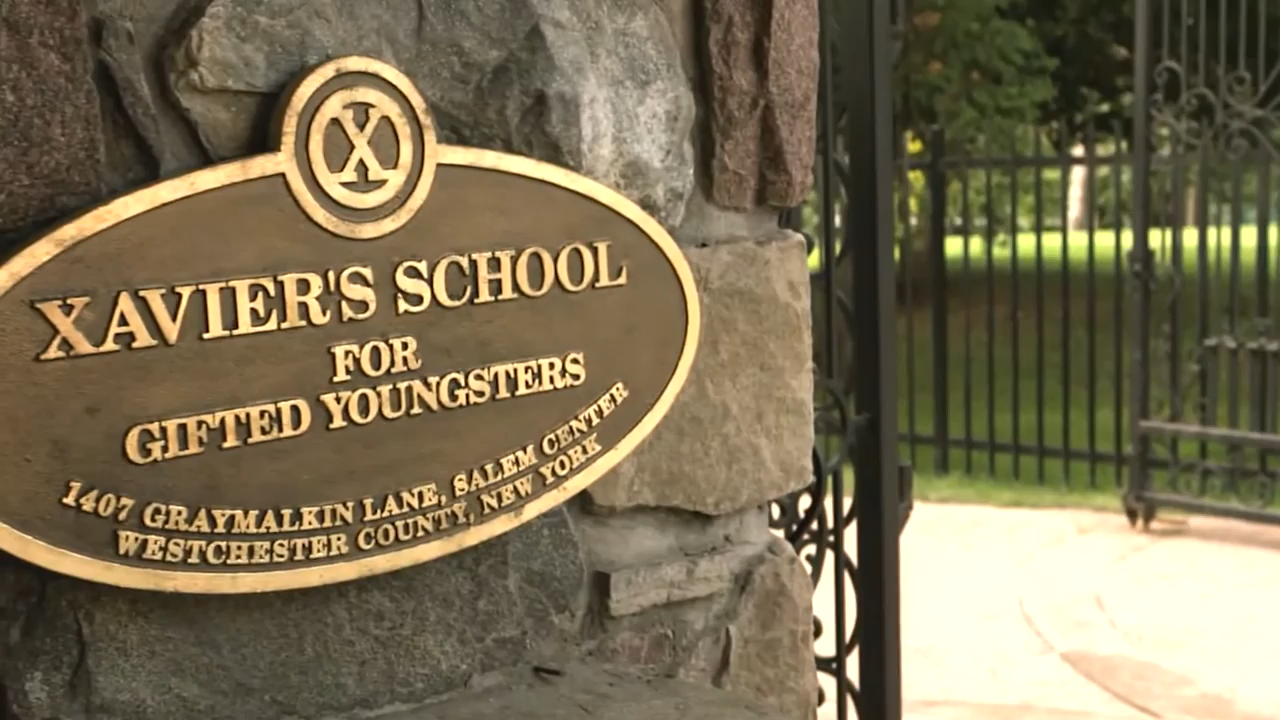 X
XAVIER'S SCHOOL
FOR
GIFTED YOUNGSTERS
1407 GRAYMALKIN LANE, SALEM CENTER
WESTCHESTER COUNTY, NEW YORK